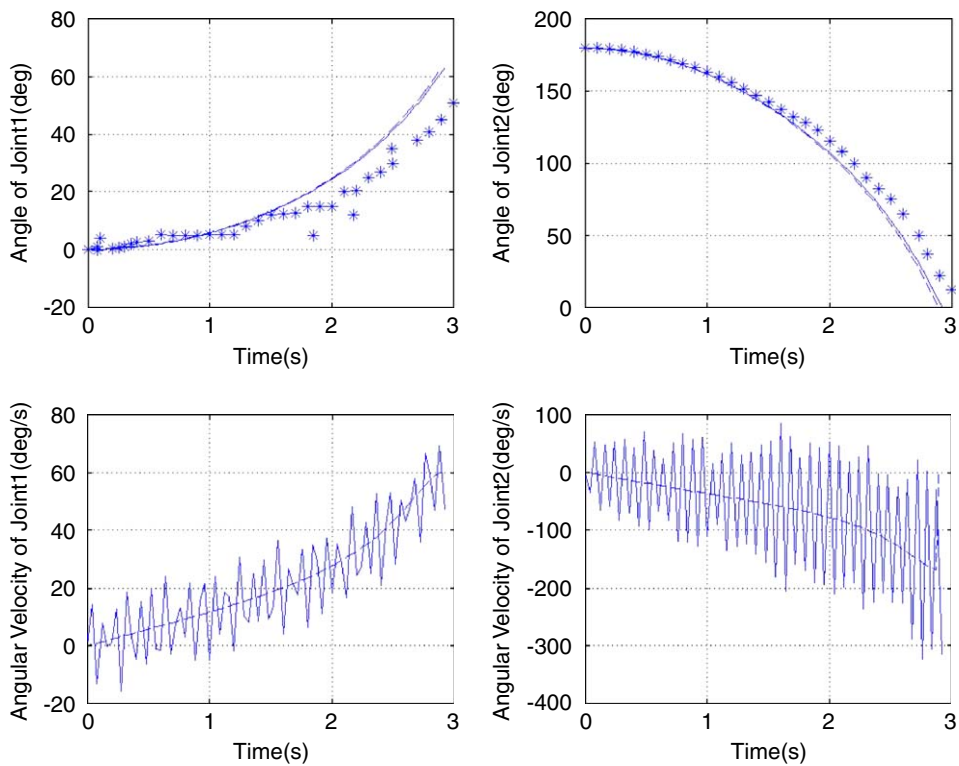 80
60
40
20
0
-20
Angle of Joint1(deg)
0 1 2 3
Time(s)
200
150
100
50
0
Angle of Joint2(deg)
0 1 2 3
Time(s)
80
60
40
20
0
-20
Angular Velocity of Joint1(deg/s)
0 1 2 3
Time(s)
100
0
-100
-200
-300
-400
Angular Velocity of Joint2(deg/s)
0 1 2 3
Time(s)